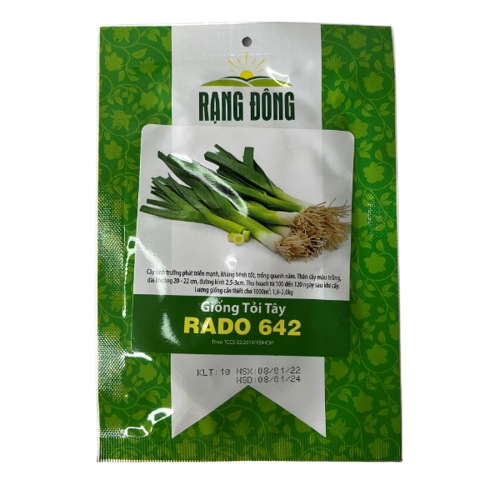 RẠNG ĐÔNG
Cây sinh trưởng phát triển mạnh, kháng bệnh tốt, trồng quanh năm. Thân cây màu trắng,
dài khoảng 20 - 22 cm, đường kính 2.5-3cm. Thu hoạch từ 100 đến 120 ngày sau khi cấy.
Lượng giống cần thiết cho 1000m²: 1,8-2,0kg
Giống Tỏi Tây
RADO 642
KLT:1g NSX:08/01/22
HSD:08/01/24